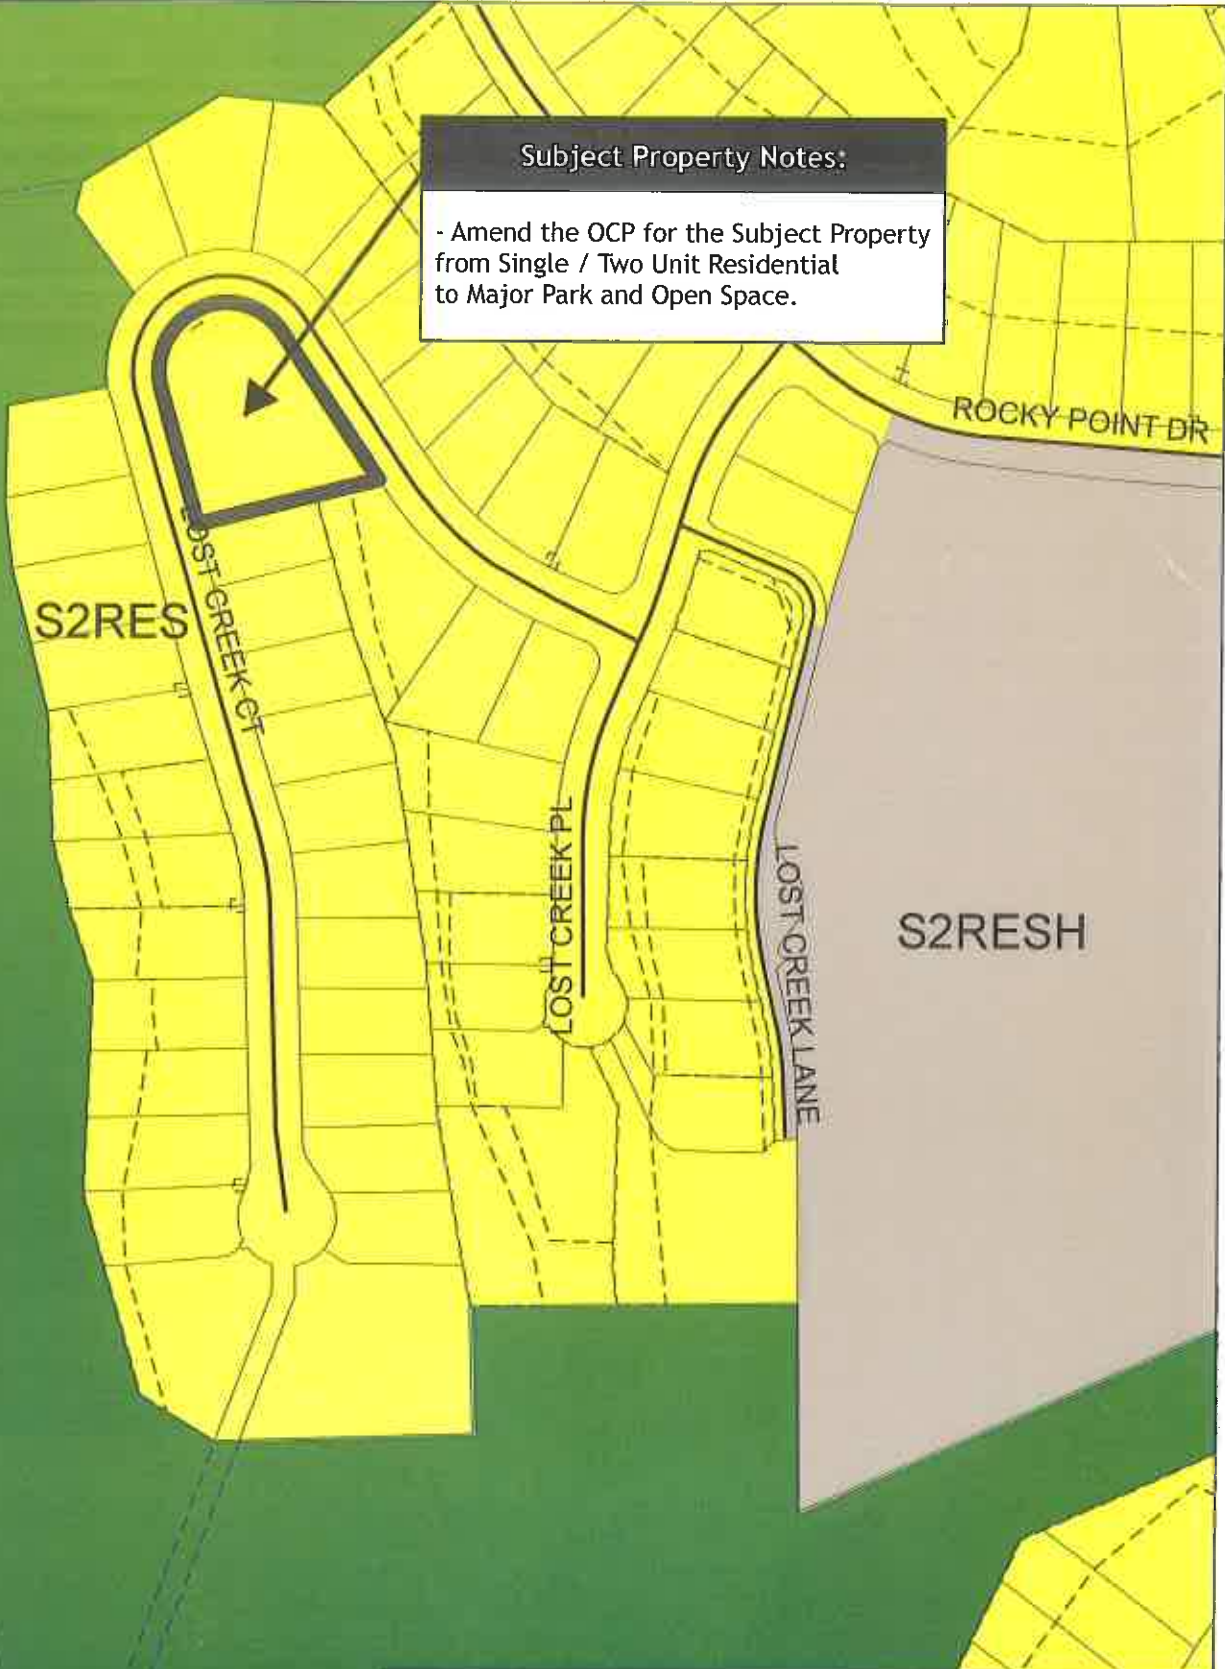 Subject Property Notes:
- Amend the OCP for the Subject Property
from Single / Two Unit Residential
to Major Park and Open Space.
ROCKY POINT DR
LOST CREEK CT
S2RES
LOST CREEK PL
LOST CREEK LANE
S2RESH